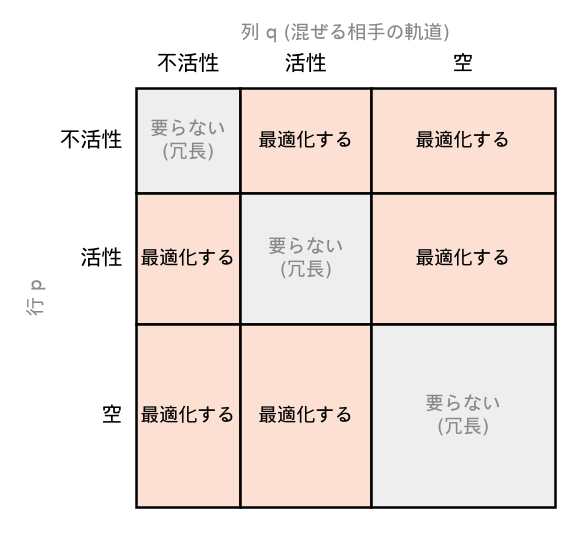 列 q (混ぜる相手の軌道)
不活性 活性 空
不活性 要らない 最適化する 最適化する
(冗長)
活性 最適化する 要らない 最適化する
(冗長)
行 p
空 最適化する 最適化する 要らない
(冗長)